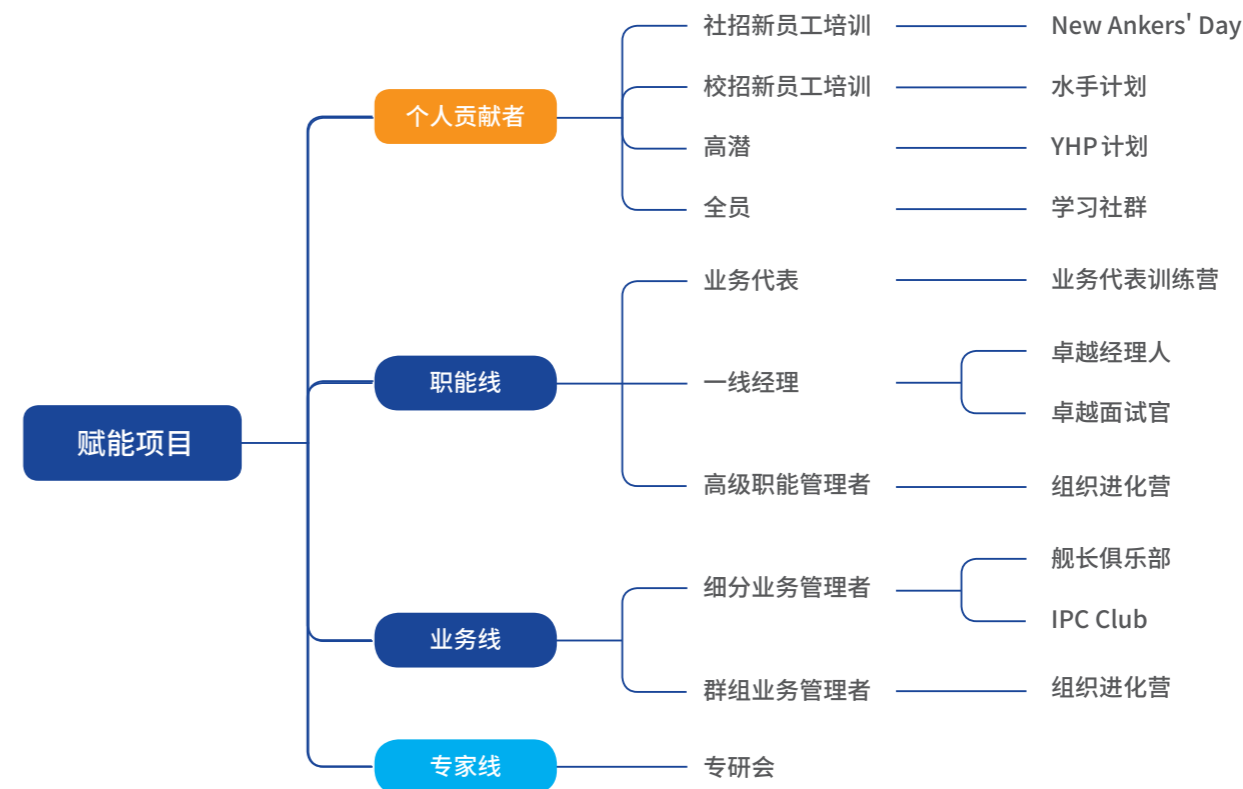 赋能项目
个人贡献者
社招新员工培训
New Ankers' Day
校招新员工培训
水手计划
高潜
YHP 计划
全员
学习社群
职能线
业务代表
业务代表训练营
一线经理
卓越经理人
卓越面试官
高级职能管理者
组织进化营
业务线
细分业务管理者
舰长俱乐部
IPC Club
群组业务管理者
组织进化营
专家线
专研会